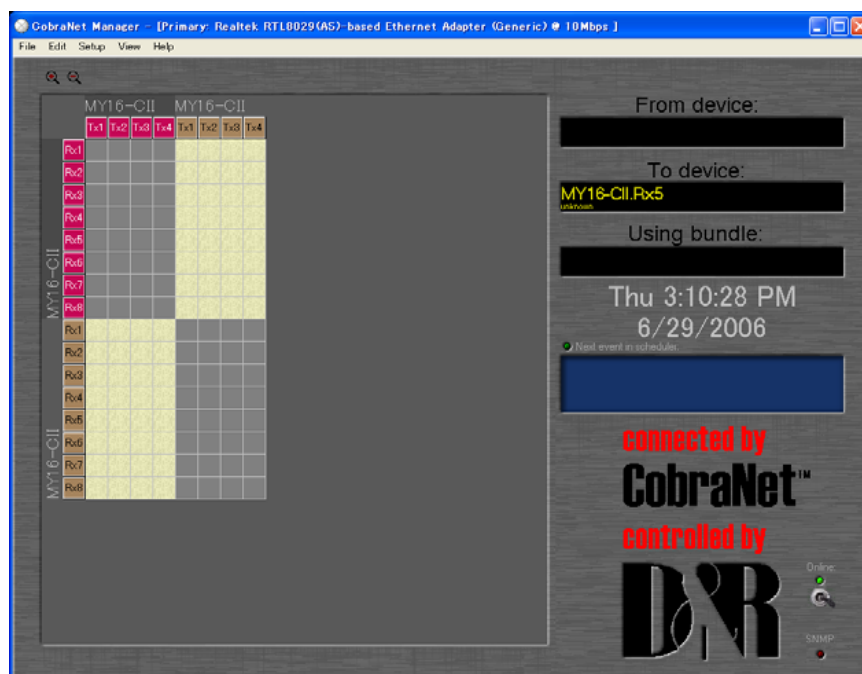 CobraNet Manager - [Primary: Realtek RTL8029(AS)-based Ethernet Adapter (Generic) @ 10Mbps ]
File Edit Setup View Help
MY16-CII MY16-CII
Tx1 Tx2 Tx3 Tx4 Tx1 Tx2 Tx3 Tx4
MY16-CII
Rx1
Rx2
Rx3
Rx4
Rx5
Rx6
Rx7
Rx8
MY16-CII
Rx1
Rx2
Rx3
Rx4
Rx5
Rx6
Rx7
Rx8
From device:
To device:
MY16-CII.Rx5
unknown
Using bundle:
Thu 3:10:28 PM
6/29/2006
Next event in scheduler:
connected by
CobraNet™
controlled by
DNR
Online:
SNMP